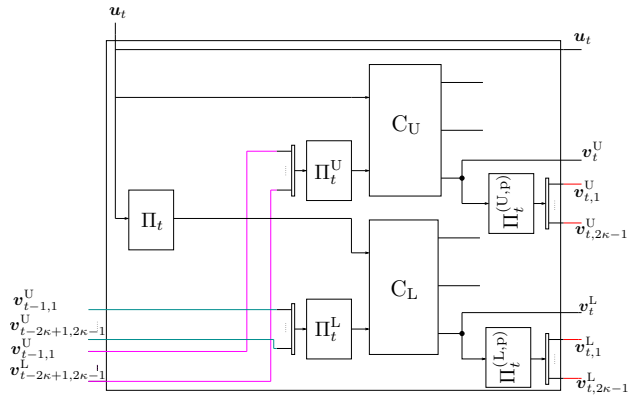 u_t
u_t
C_U
v_t^U
Π_t^U
Π_t^(U,p)
v_{t,1}^U
Π_t
v_{t,2κ−1}^U
C_L
v_{t−1,1}^U
v_t^L
v_{t−2κ+1,2κ−1}^U
Π_t^L
v_{t,1}^L
v_{t−1,1}^U
Π_t^(L,p)
v_{t−2κ+1,2κ−1}^L
v_{t,2κ−1}^L